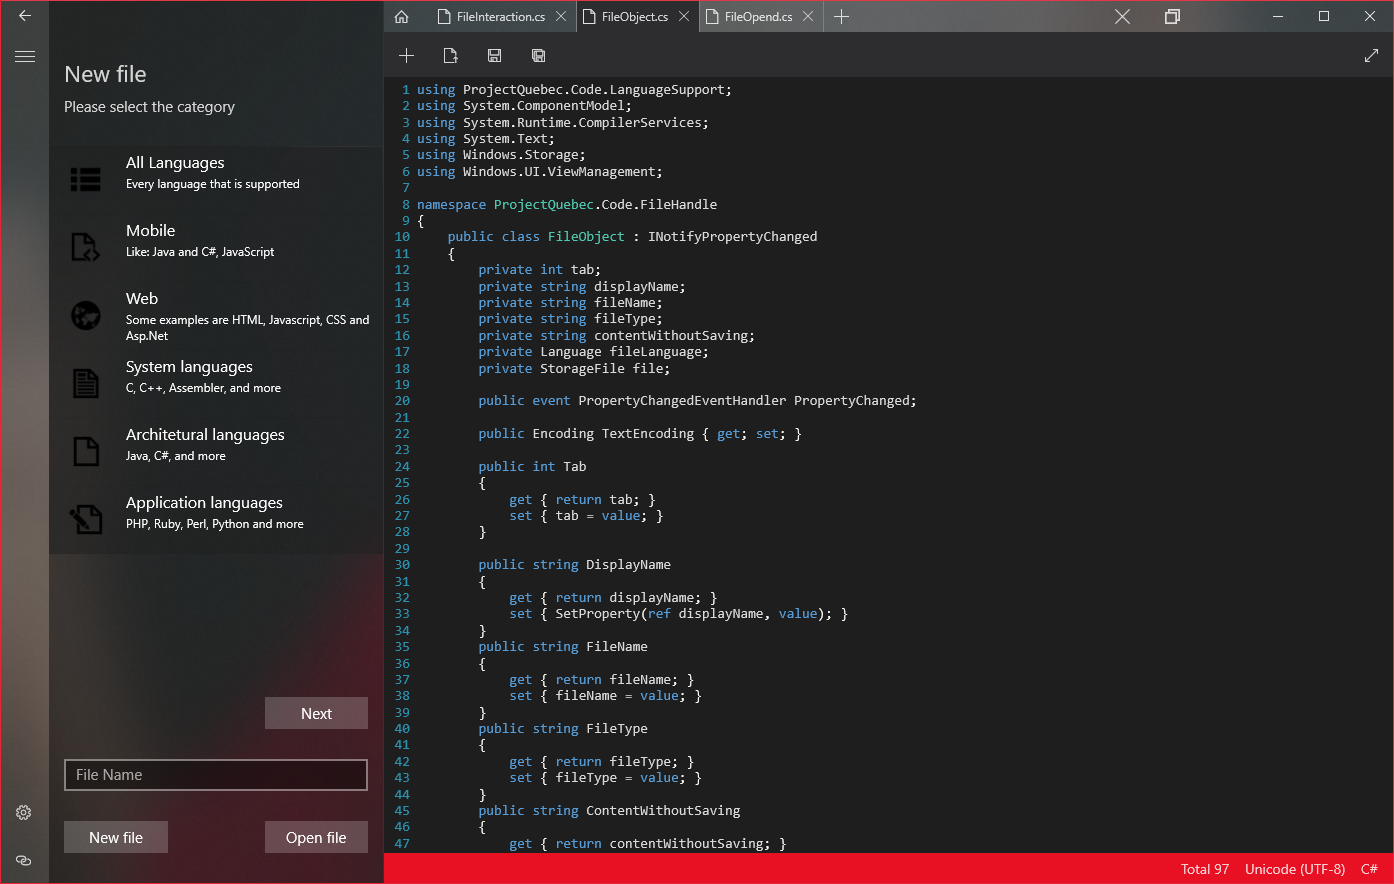 FileInteraction.cs
FileObject.cs
FileOpend.cs
New file
Please select the category
All Languages
Every language that is supported
Mobile
Like: Java and C#, JavaScript
Web
Some examples are HTML, Javascript, CSS and
Asp.Net
System languages
C, C++, Assembler, and more
Architetural languages
Java, C#, and more
Application languages
PHP, Ruby, Perl, Python and more
Next
File Name
New file
Open file
1 using ProjectQuebec.Code.LanguageSupport;
2 using System.ComponentModel;
3 using System.Runtime.CompilerServices;
4 using System.Text;
5 using Windows.Storage;
6 using Windows.UI.ViewManagement;
7
8 namespace ProjectQuebec.Code.FileHandle
9 {
10     public class FileObject : INotifyPropertyChanged
11     {
12         private int tab;
13         private string displayName;
14         private string fileName;
15         private string fileType;
16         private string contentWithoutSaving;
17         private Language fileLanguage;
18         private StorageFile file;
19
20         public event PropertyChangedEventHandler PropertyChanged;
21
22         public Encoding TextEncoding { get; set; }
23
24         public int Tab
25         {
26             get { return tab; }
27             set { tab = value; }
28         }
29
30         public string DisplayName
31         {
32             get { return displayName; }
33             set { SetProperty(ref displayName, value); }
34         }
35         public string FileName
36         {
37             get { return fileName; }
38             set { fileName = value; }
39         }
40         public string FileType
41         {
42             get { return fileType; }
43             set { fileType = value; }
44         }
45         public string ContentWithoutSaving
46         {
47             get { return contentWithoutSaving; }
Total 97 Unicode (UTF-8) C#